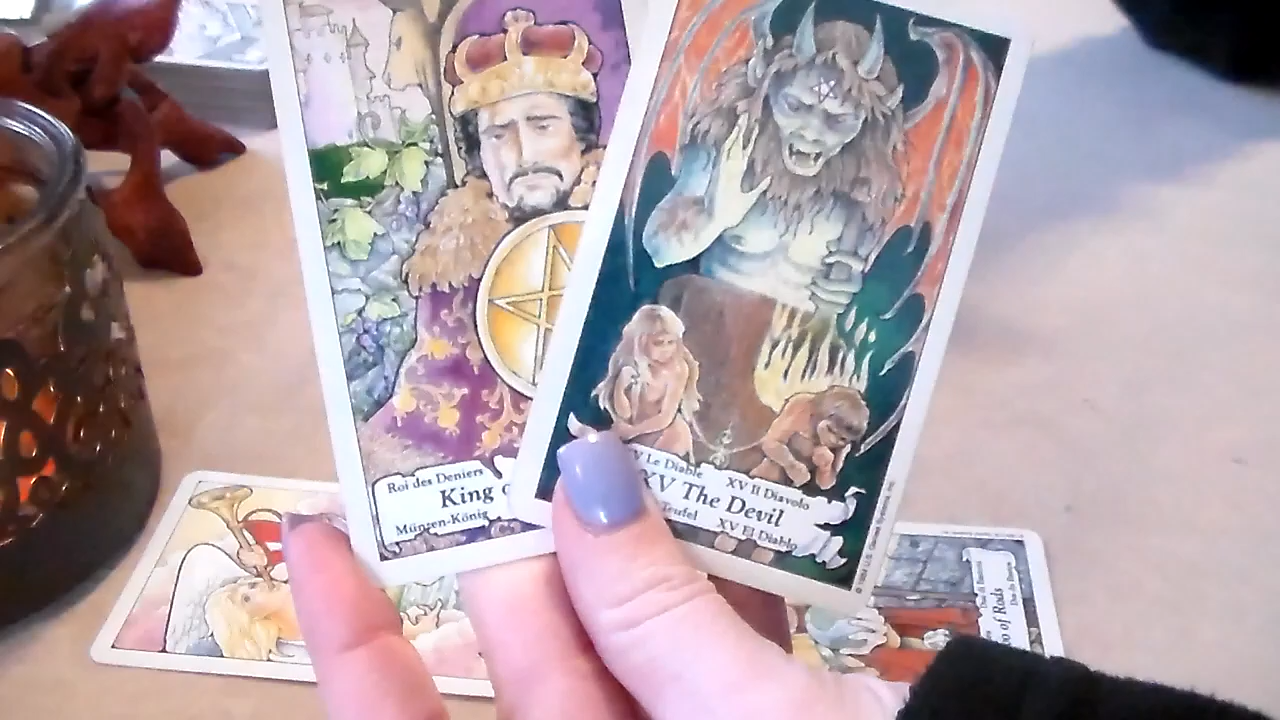 Roi des Deniers
King
Münzen-König
Le Diable
XV Il Diavolo
XV The Devil
Teufel
XV El Diablo
of Rods